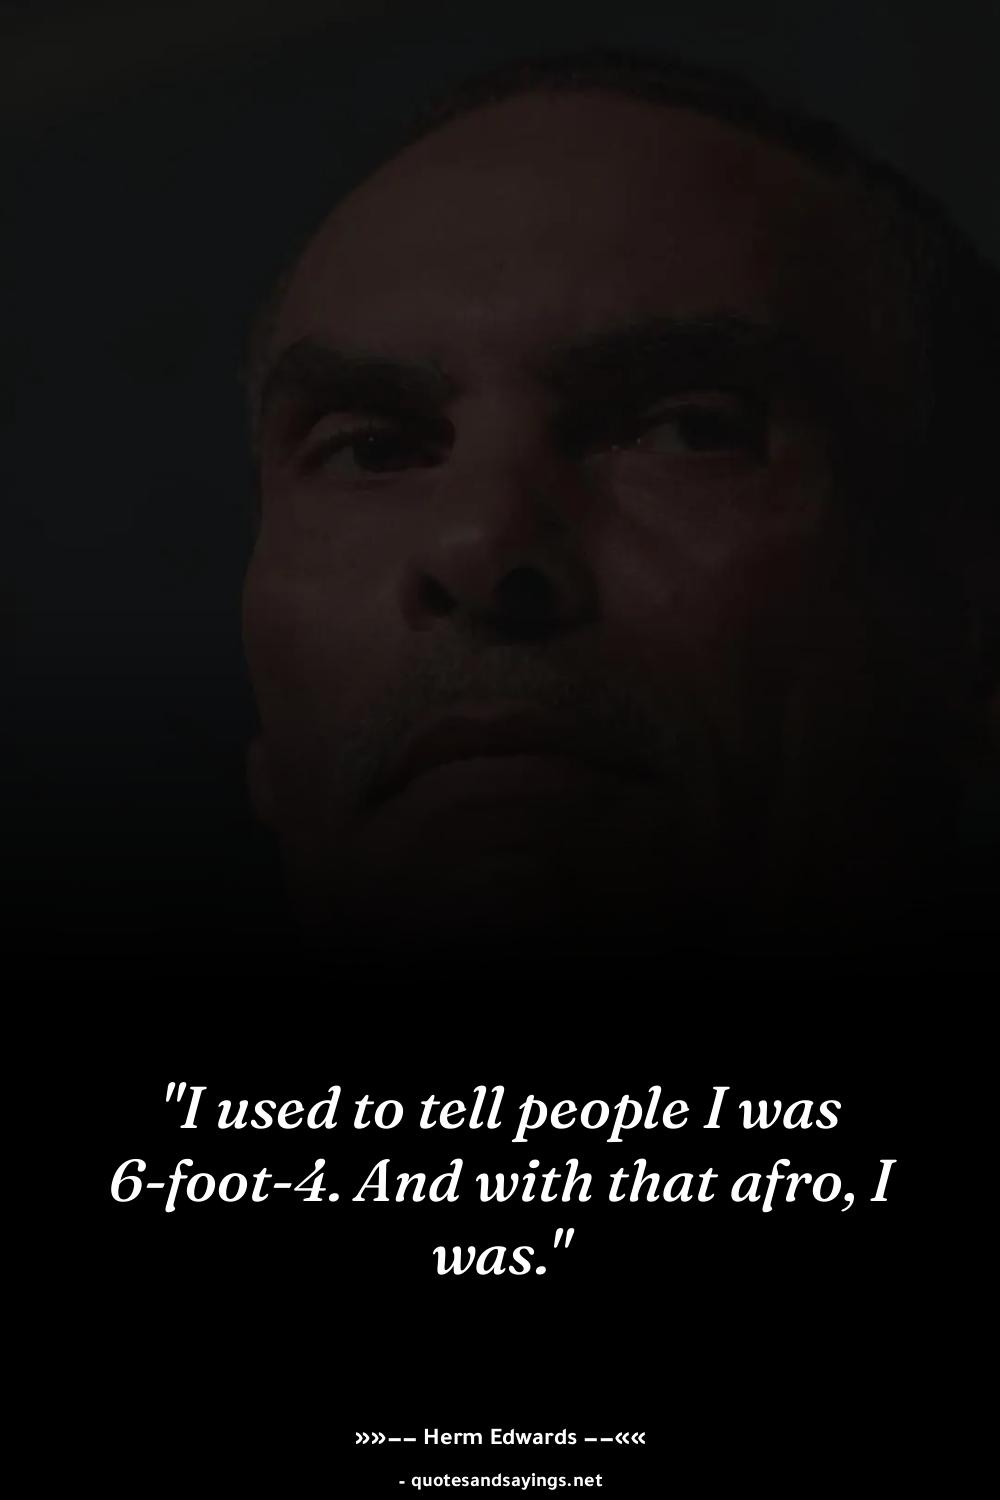 "I used to tell people I was
6-foot-4. And with that afro, I
was."
»»−− Herm Edwards −−««
- quotesandsayings.net